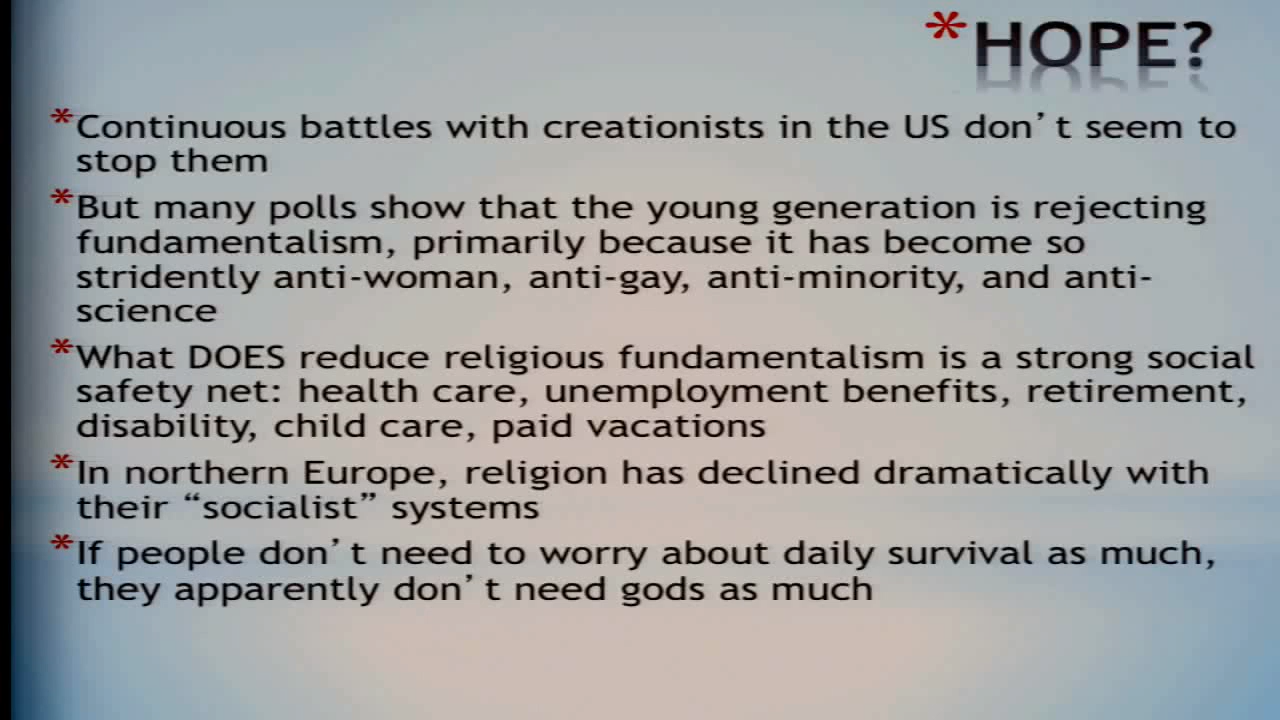 *HOPE?
*Continuous battles with creationists in the US don’t seem to
stop them
*But many polls show that the young generation is rejecting
fundamentalism, primarily because it has become so
stridently anti-woman, anti-gay, anti-minority, and anti-
science
*What DOES reduce religious fundamentalism is a strong social
safety net: health care, unemployment benefits, retirement,
disability, child care, paid vacations
*In northern Europe, religion has declined dramatically with
their “socialist” systems
*If people don’t need to worry about daily survival as much,
they apparently don’t need gods as much